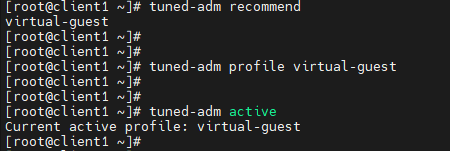 [root@client1 ~]# tuned-adm recommend
virtual-guest
[root@client1 ~]#
[root@client1 ~]#
[root@client1 ~]# tuned-adm profile virtual-guest
[root@client1 ~]#
[root@client1 ~]#
[root@client1 ~]# tuned-adm active
Current active profile: virtual-guest
[root@client1 ~]#